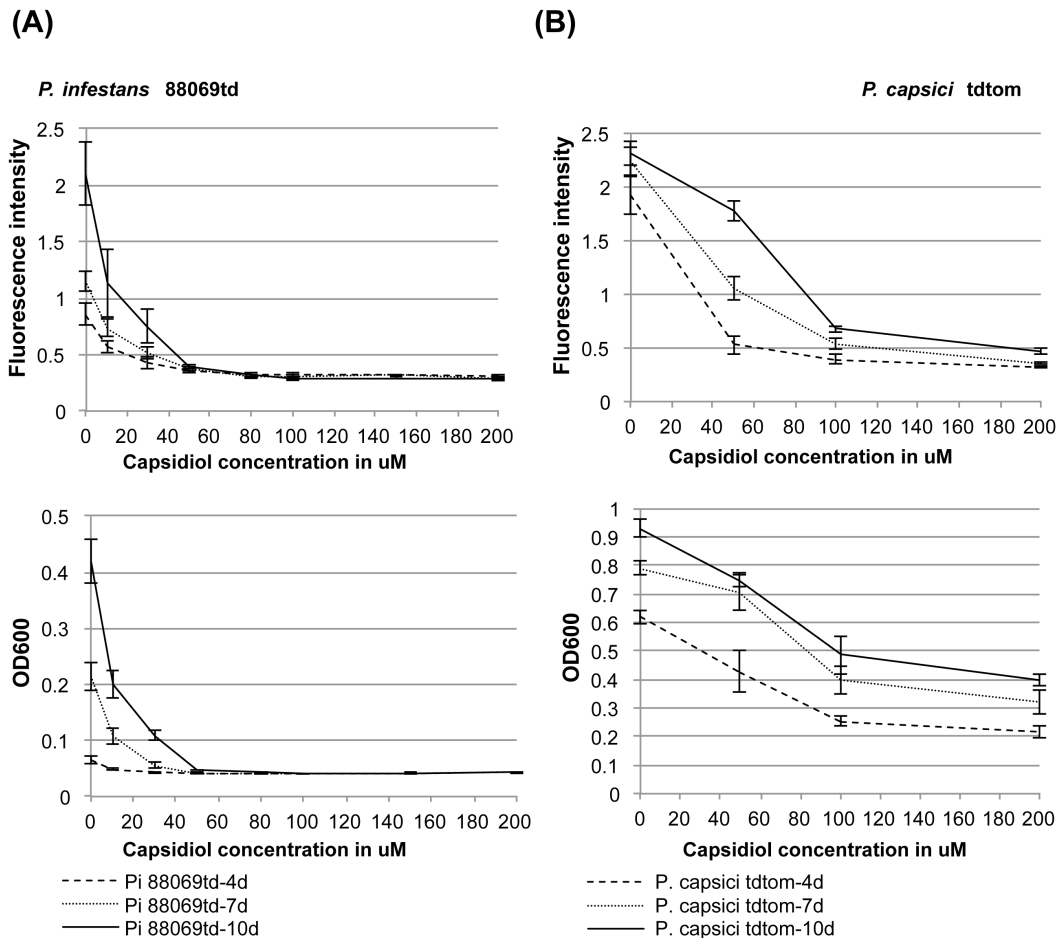 (A)
P. infestans 88069td
Fluorescence intensity
2.5
2
1.5
1
0.5
0
0 20 40 60 80 100 120 140 160 180 200
Capsidiol concentration in uM
OD600
0.5
0.4
0.3
0.2
0.1
0
0 20 40 60 80 100 120 140 160 180 200
Capsidiol concentration in uM
Pi 88069td-4d
Pi 88069td-7d
Pi 88069td-10d
(B)
P. capsici tdtom
Fluorescence intensity
2.5
2
1.5
1
0.5
0
0 20 40 60 80 100 120 140 160 180 200
Capsidiol concentration in uM
OD600
1
0.9
0.8
0.7
0.6
0.5
0.4
0.3
0.2
0.1
0
0 20 40 60 80 100 120 140 160 180 200
Capsidiol concentration in uM
P. capsici tdtom-4d
P. capsici tdtom-7d
P. capsici tdtom-10d